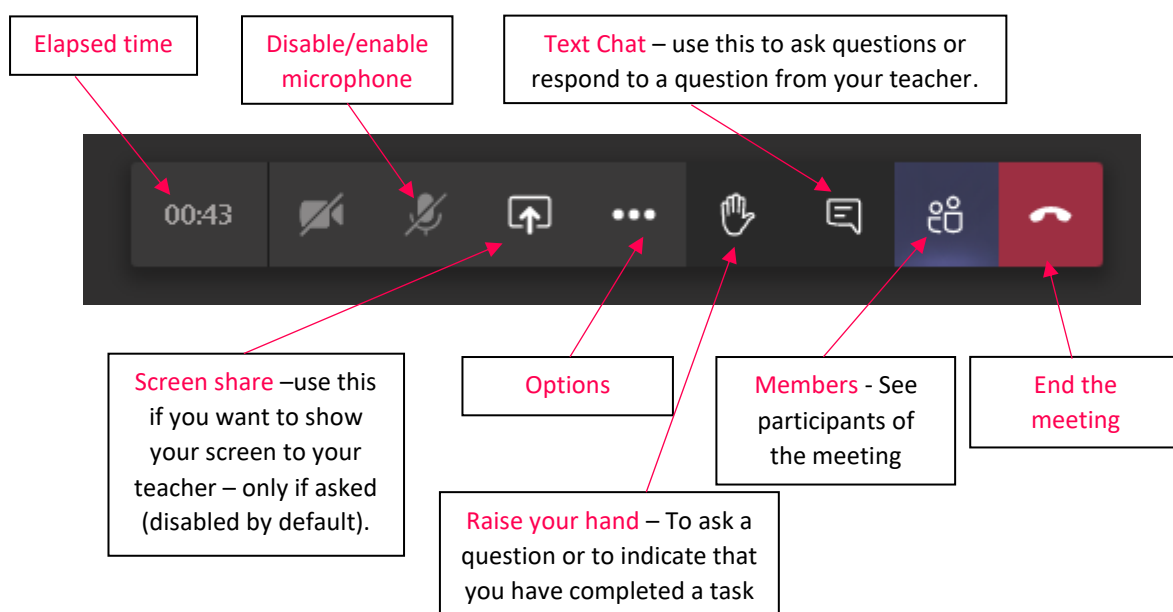 Elapsed time
Disable/enable
microphone
Text Chat – use this to ask questions or
respond to a question from your teacher.
00:43
Screen share –use this
if you want to show
your screen to your
teacher – only if asked
(disabled by default).
Options
Members - See
participants of
the meeting
End the
meeting
Raise your hand – To ask a
question or to indicate that
you have completed a task